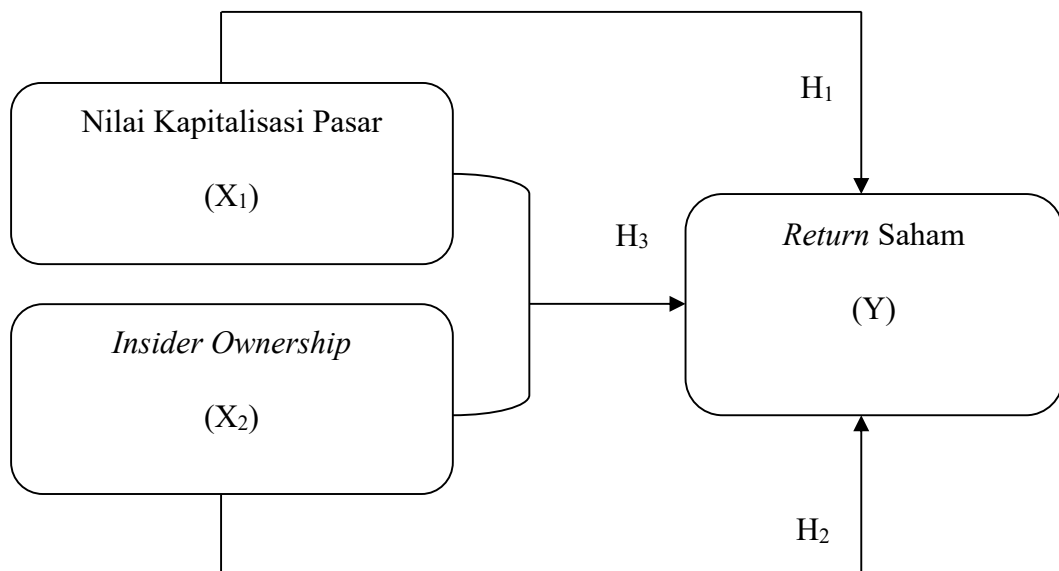 Nilai Kapitalisasi Pasar
(X₁)
H₁
H₃
Return Saham
(Y)
Insider Ownership
(X₂)
H₂